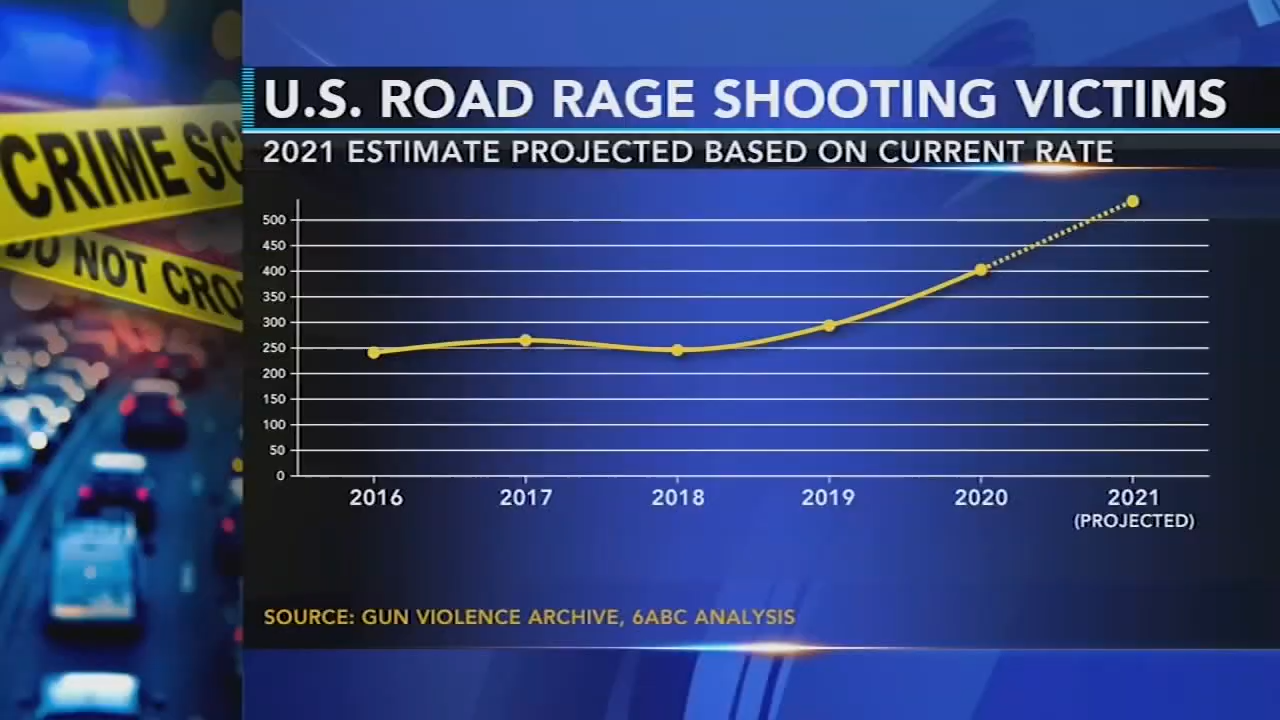 CRIME SC
DO NOT CRO
U.S. ROAD RAGE SHOOTING VICTIMS
2021 ESTIMATE PROJECTED BASED ON CURRENT RATE
500
450
400
350
300
250
200
150
100
50
0
2016 2017 2018 2019 2020 2021
(PROJECTED)
SOURCE: GUN VIOLENCE ARCHIVE, 6ABC ANALYSIS